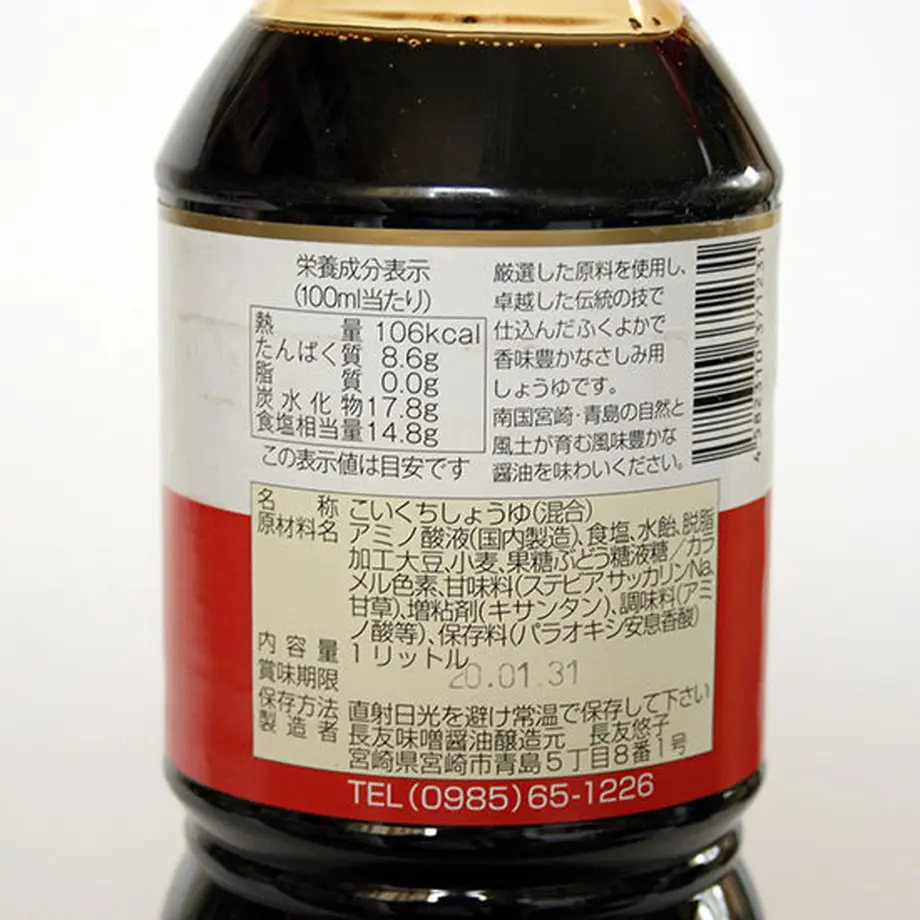 栄養成分表示
(100ml当たり)
熱量 106kcal
たんぱく質 8.6g
脂質 0.0g
炭水化物 17.8g
食塩相当量 14.8g
この表示値は目安です
厳選した原料を使用し、
卓越した伝統の技で
仕込んだふくよかで
香味豊かなさしみ用
しょうゆです。
南国宮崎・青島の自然と
風土が育む風味豊かな
醤油を味わいください。
4582310371231
名称 こいくちしょうゆ(混合)
原材料名 アミノ酸液(国内製造)、食塩、水飴、脱脂
加工大豆、小麦、果糖ぶどう糖液糖／カラ
メル色素、甘味料(ステビア、サッカリンNa、
甘草)、増粘剤(キサンタン)、調味料(アミ
ノ酸等)、保存料(パラオキシ安息香酸)
内容量 1リットル
賞味期限 20.01.31
保存方法 直射日光を避け常温で保存して下さい
製造者 長友味噌醤油醸造元 長友悠子
宮崎県宮崎市青島5丁目8番1号
TEL(0985)65-1226